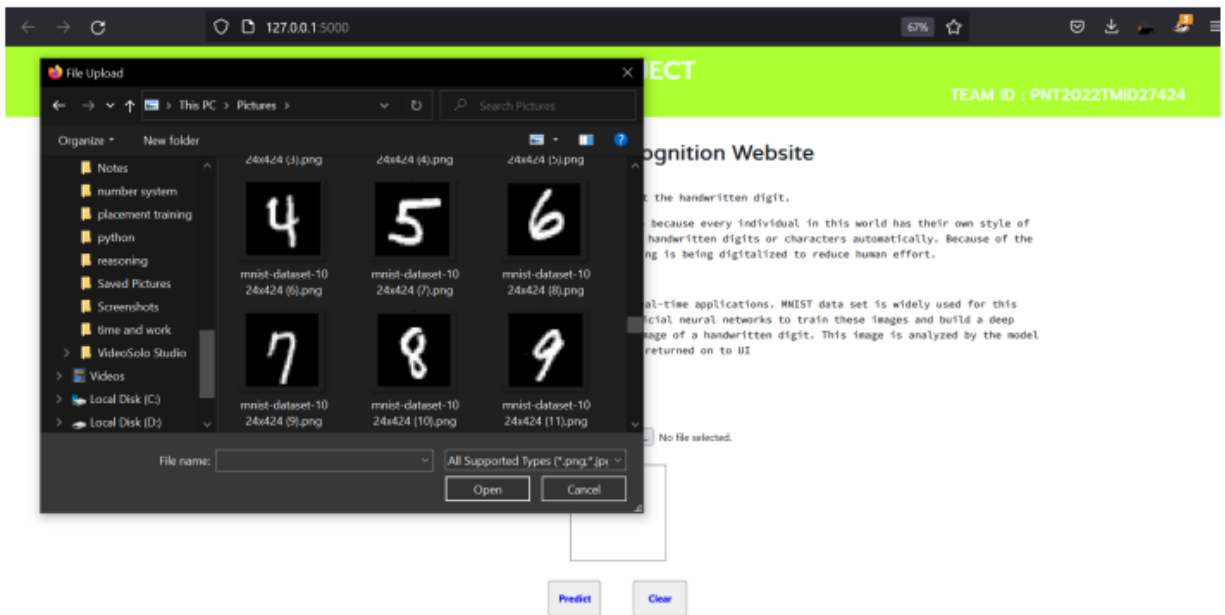 127.0.0.1:5000
67%
3
File Upload
JECT
TEAM ID : PNT2022TMID27424
This PC > Pictures >
Search Pictures
Organize
New folder
Notes
number system
placement training
python
reasoning
Saved Pictures
Screenshots
time and work
VideoSolo Studio
Videos
Local Disk (C:)
Local Disk (D:)
24x424 (3).png
24x424 (4).png
24x424 (5).png
4
5
6
mnist-dataset-10
24x424 (6).png
mnist-dataset-10
24x424 (7).png
mnist-dataset-10
24x424 (8).png
7
8
9
mnist-dataset-10
24x424 (9).png
mnist-dataset-10
24x424 (10).png
mnist-dataset-10
24x424 (11).png
File name:
All Supported Types (*.png;*.jp
Open
Cancel
ognition Website
t the handwritten digit.
because every individual in this world has their own style of
handwritten digits or characters automatically. Because of the
ng is being digitalized to reduce human effort.
al-time applications. MNIST data set is widely used for this
icial neural networks to train these images and build a deep
mage of a handwritten digit. This image is analyzed by the model
returned on to UI
No file selected.
Predict
Clear